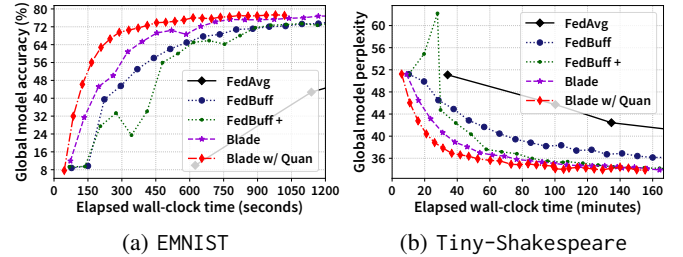 Global model accuracy (%)
80
72
64
56
48
40
32
24
16
8
0 150 300 450 600 750 900 1050 1200
Elapsed wall-clock time (seconds)
FedAvg
FedBuff
FedBuff +
Blade
Blade w/ Quan
(a) EMNIST
Global model perplexity
60
56
52
48
44
40
36
0 20 40 60 80 100 120 140 160
Elapsed wall-clock time (minutes)
FedAvg
FedBuff
FedBuff +
Blade
Blade w/ Quan
(b) Tiny-Shakespeare